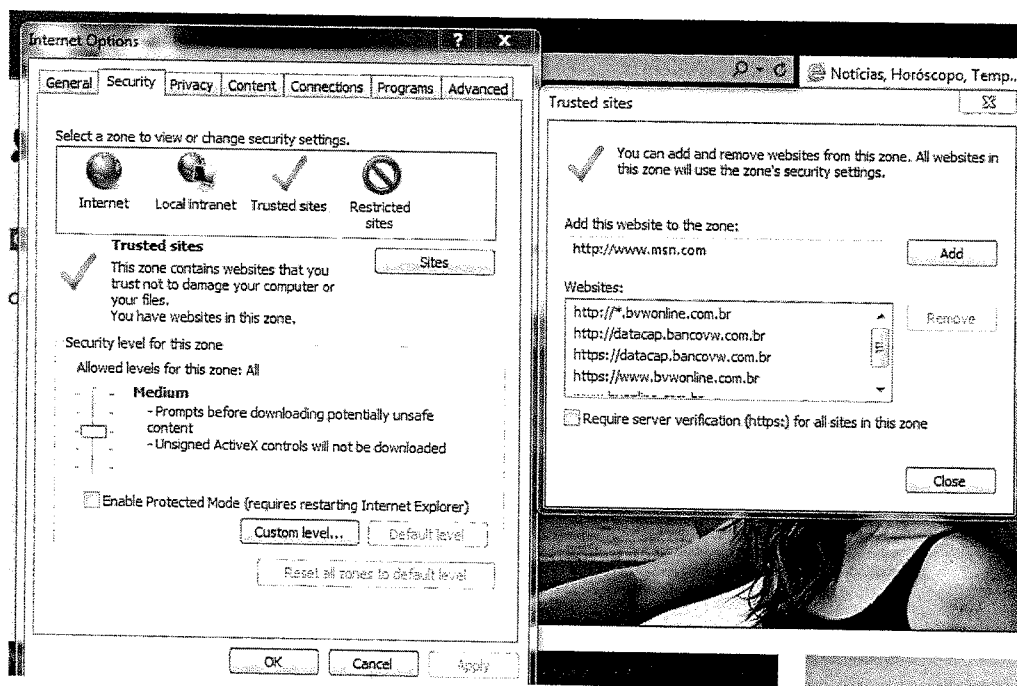 Internet Options
? X
General Security Privacy Content Connections Programs Advanced
Select a zone to view or change security settings.
Internet
Local intranet
Trusted sites
Restricted
sites
Trusted sites
This zone contains websites that you
trust not to damage your computer or
your files.
You have websites in this zone.
Sites
Security level for this zone
Allowed levels for this zone: All
Medium
- Prompts before downloading potentially unsafe
content
- Unsigned ActiveX controls will not be downloaded
Enable Protected Mode (requires restarting Internet Explorer)
Custom level...
Default level
Reset all zones to default level
OK
Cancel
Apply
Notícias, Horóscopo, Temp...
Trusted sites
You can add and remove websites from this zone. All websites in
this zone will use the zone's security settings.
Add this website to the zone:
http://www.msn.com
Add
Websites:
http://*.bvwonline.com.br
http://datacap.bancovw.com.br
https://datacap.bancovw.com.br
https://www.bvwonline.com.br
Remove
Require server verification (https:) for all sites in this zone
Close